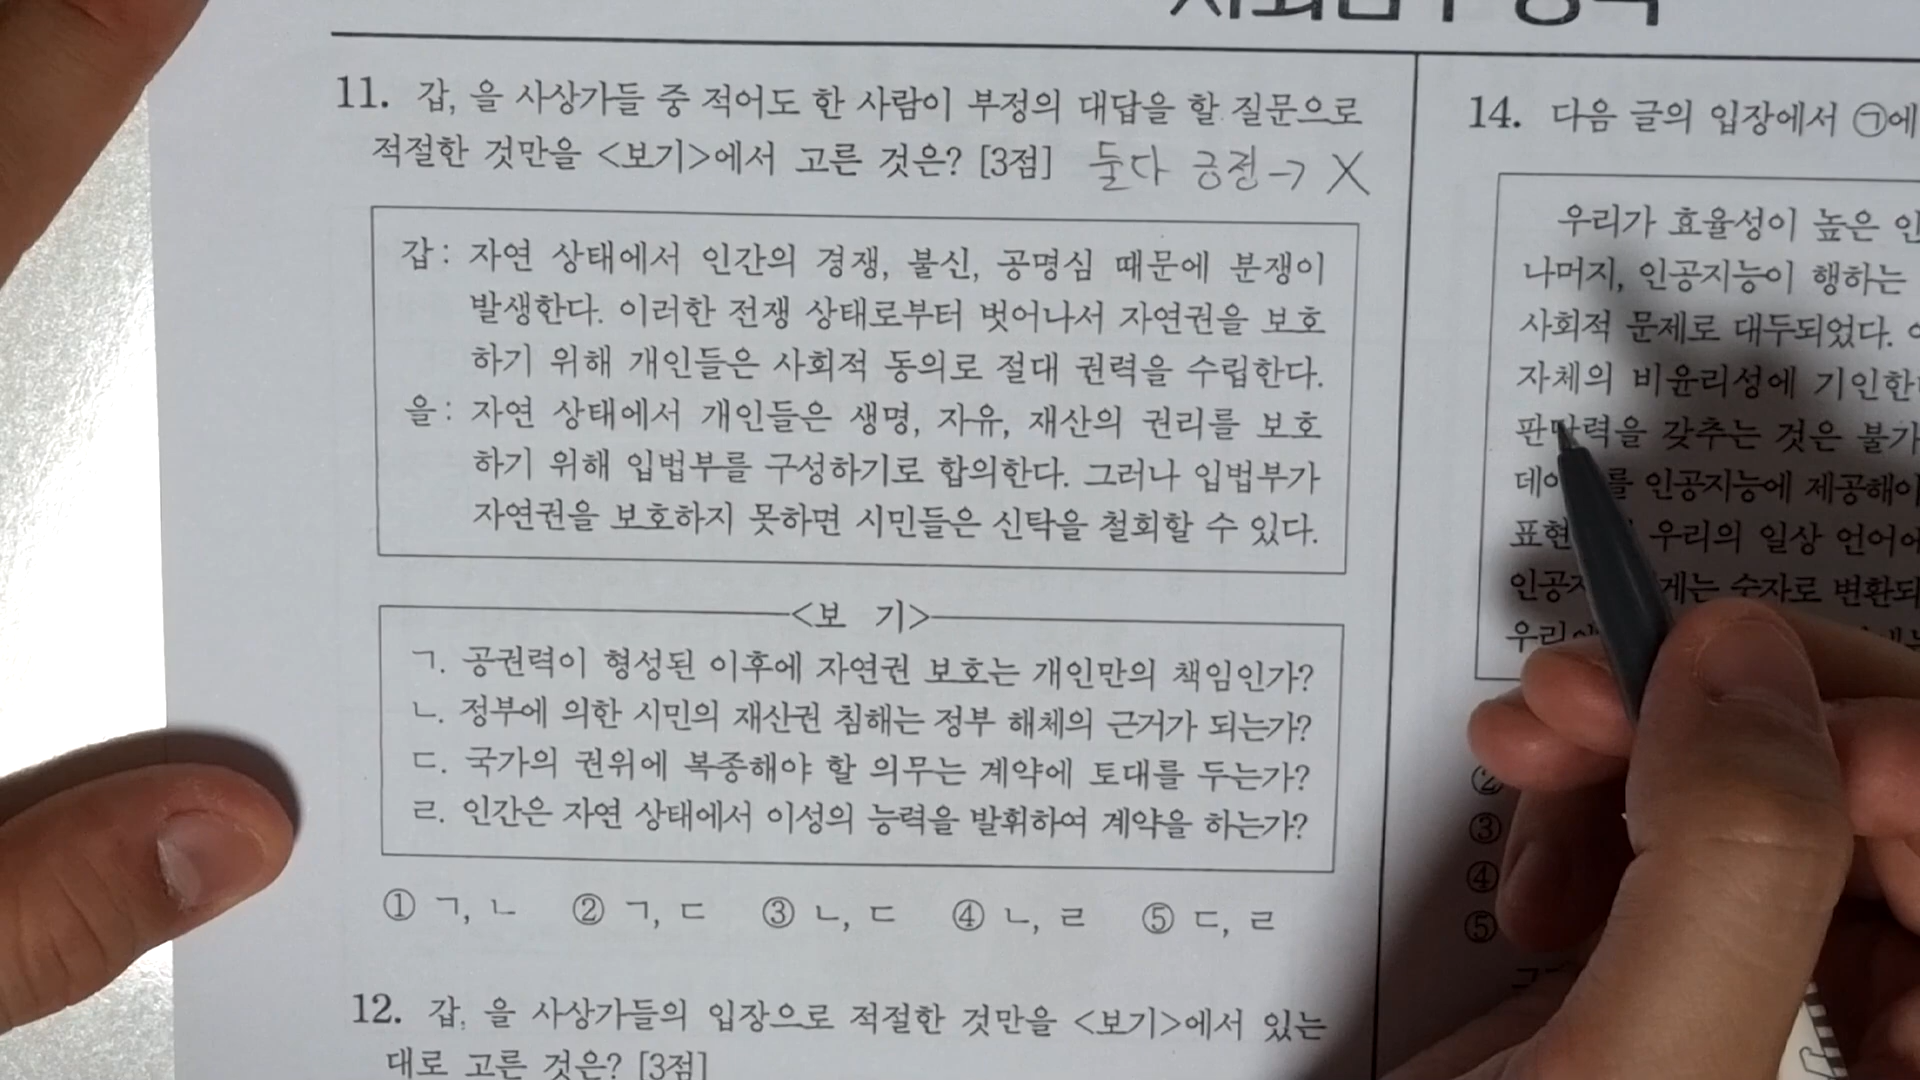 11. 갑, 을 사상가들 중 적어도 한 사람이 부정의 대답을 할 질문으로
적절한 것만을 <보기>에서 고른 것은? [3점] 둘다 긍정→ X
갑: 자연 상태에서 인간의 경쟁, 불신, 공명심 때문에 분쟁이
발생한다. 이러한 전쟁 상태로부터 벗어나서 자연권을 보호
하기 위해 개인들은 사회적 동의로 절대 권력을 수립한다.
을: 자연 상태에서 개인들은 생명, 자유, 재산의 권리를 보호
하기 위해 입법부를 구성하기로 합의한다. 그러나 입법부가
자연권을 보호하지 못하면 시민들은 신탁을 철회할 수 있다.
<보 기>
ㄱ. 공권력이 형성된 이후에 자연권 보호는 개인만의 책임인가?
ㄴ. 정부에 의한 시민의 재산권 침해는 정부 해체의 근거가 되는가?
ㄷ. 국가의 권위에 복종해야 할 의무는 계약에 토대를 두는가?
ㄹ. 인간은 자연 상태에서 이성의 능력을 발휘하여 계약을 하는가?
① ㄱ, ㄴ ② ㄱ, ㄷ ③ ㄴ, ㄷ ④ ㄴ, ㄹ ⑤ ㄷ, ㄹ
12. 갑, 을 사상가들의 입장으로 적절한 것만을 <보기>에서 있는
대로 고른 것은? [3점]
14. 다음 글의 입장에서 ㉠에
우리가 효율성이 높은
나머지, 인공지능이 행하는
사회적 문제로 대두되었다.
자체의 비윤리성에
갖추는 것은
를 인공지능에
우리의 일상
숫자로
②
③
④
⑤